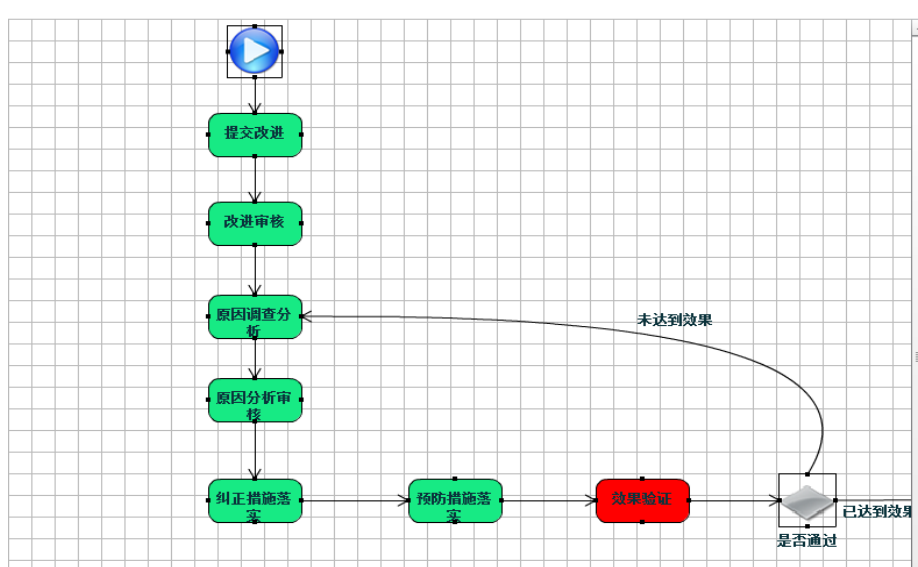 提交改进
改进审核
原因调查分
析
未达到效果
原因分析审
核
纠正措施落
实
预防措施落
实
效果验证
已达到效果
是否通过